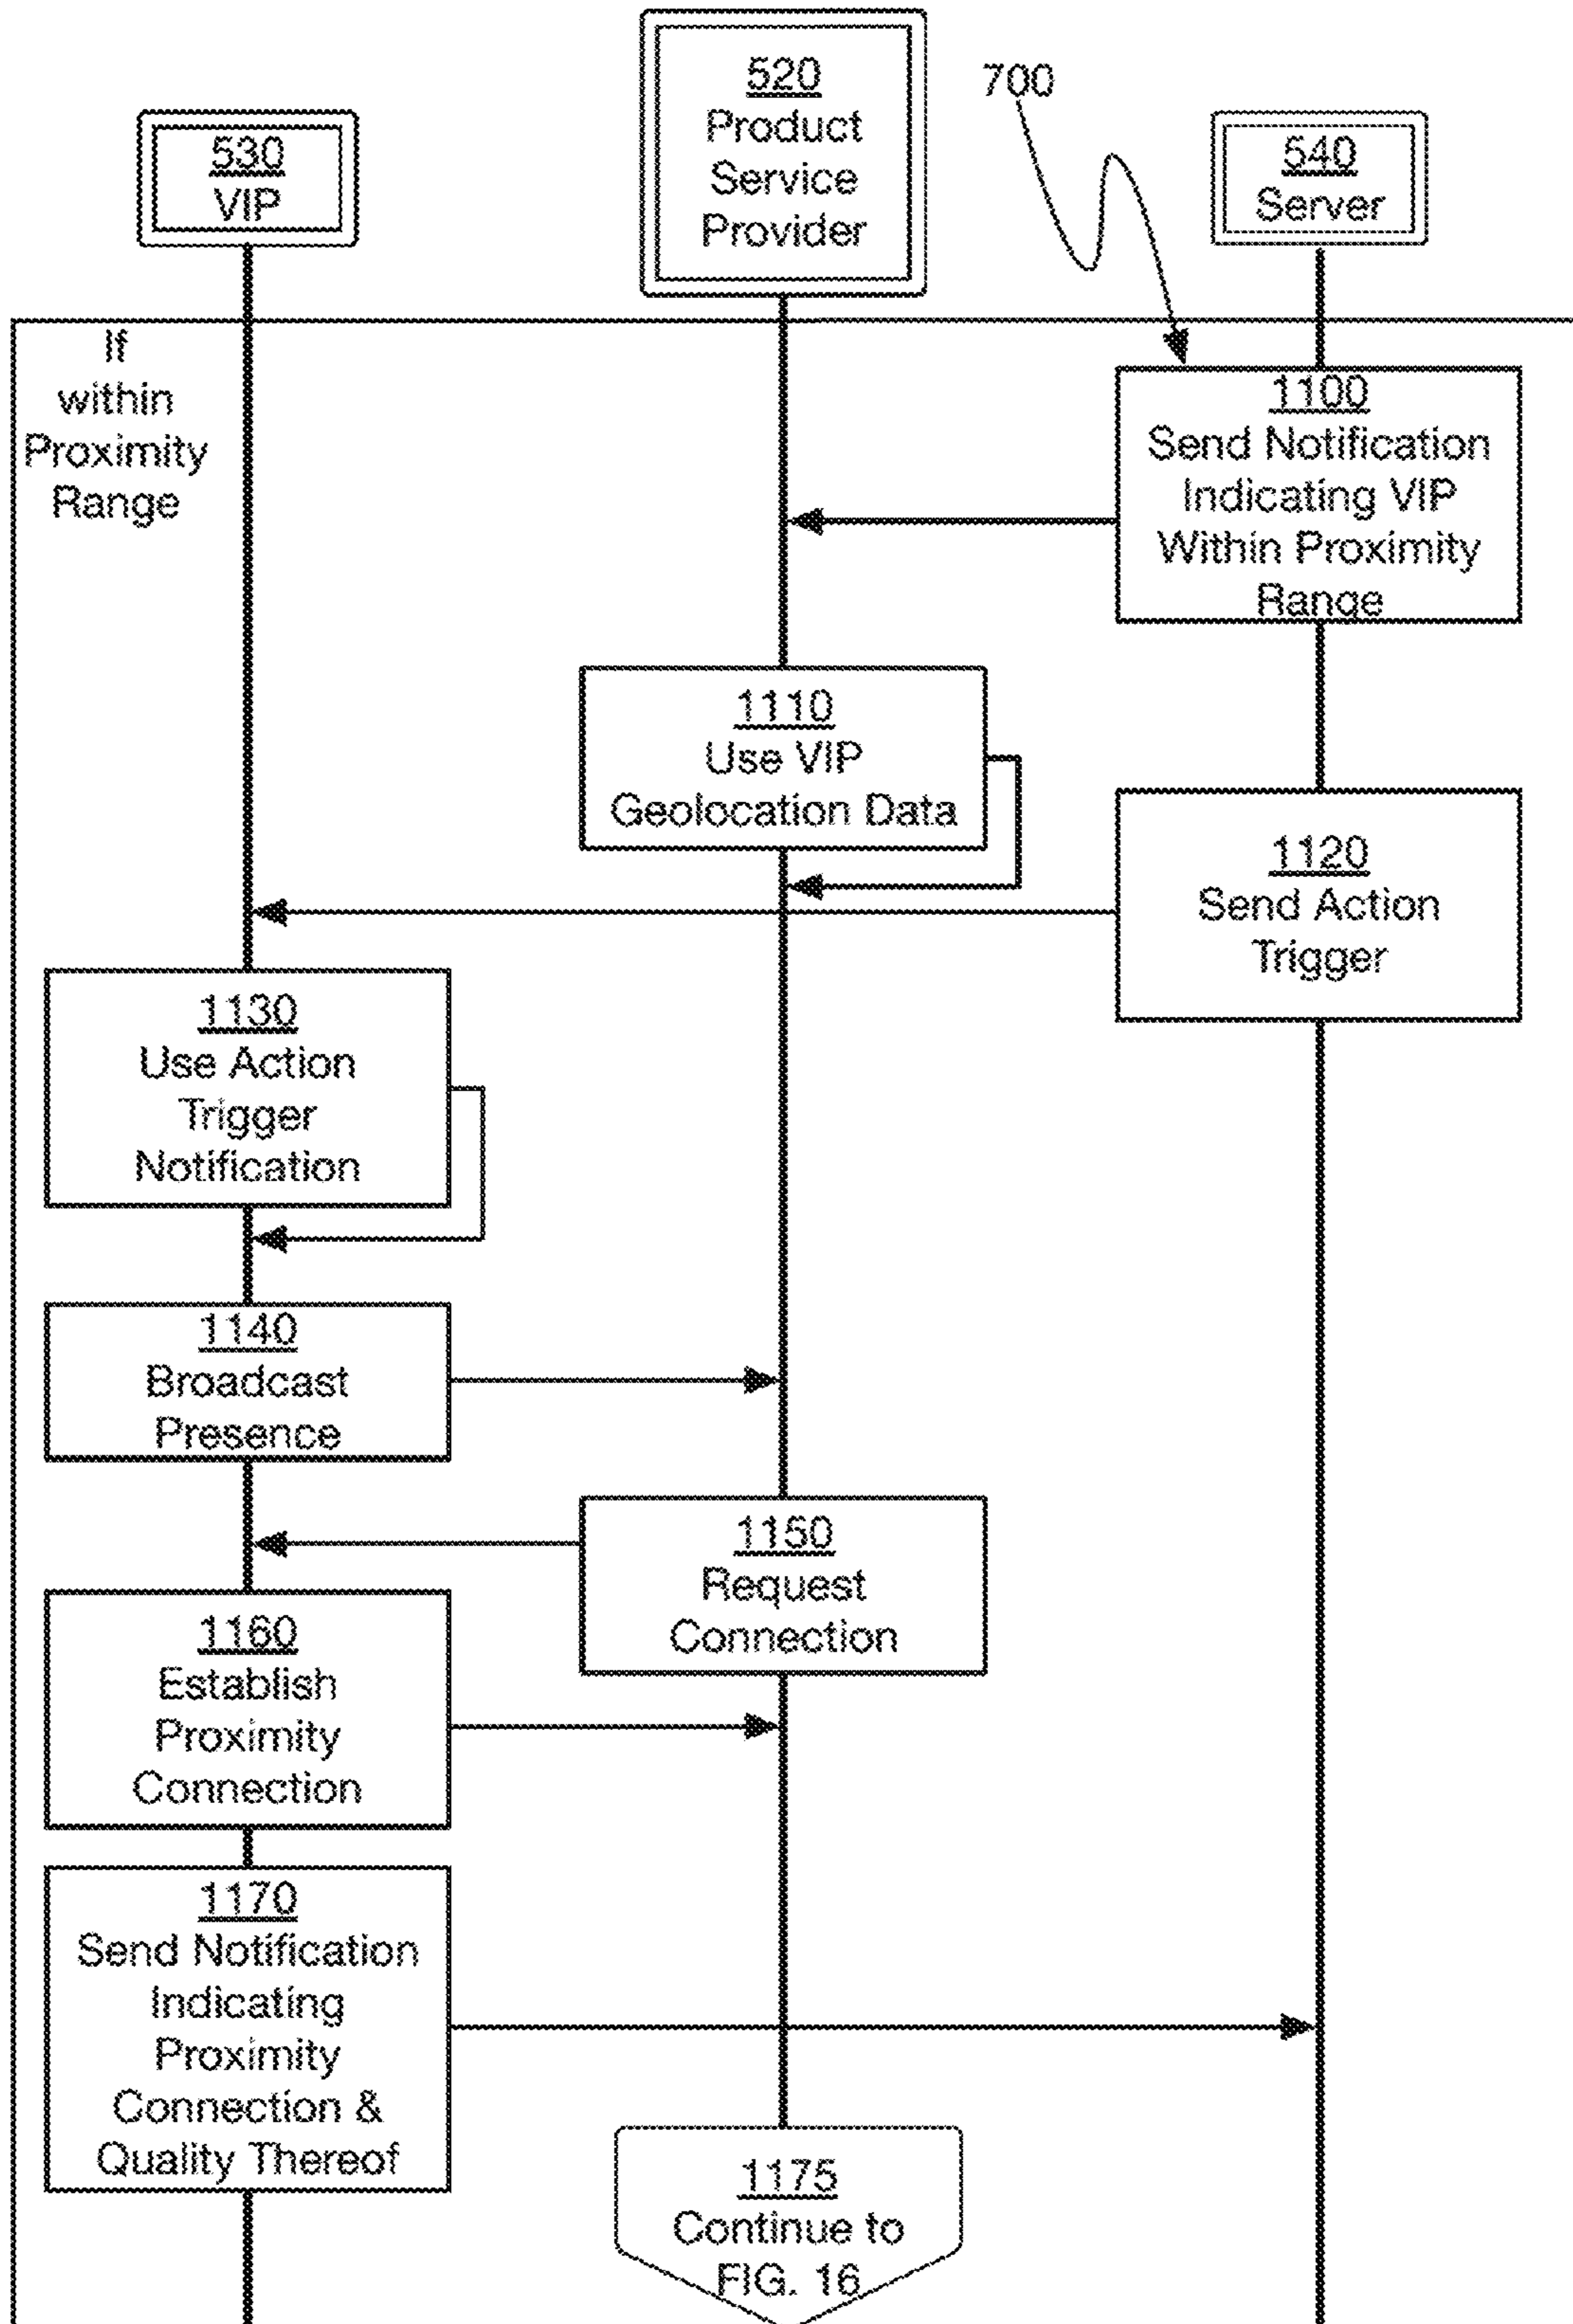 520
Product
Service
Provider
700
530
VIP
540
Server
If
within
Proximity
Range
1100
Send Notification
Indicating VIP
Within Proximity
Range
1110
Use VIP
Geolocation Data
1120
Send Action
Trigger
1130
Use Action
Trigger
Notification
1140
Broadcast
Presence
1150
Request
Connection
1160
Establish
Proximity
Connection
1170
Send Notification
Indicating
Proximity
Connection &
Quality Thereof
1175
Continue to
FIG. 16